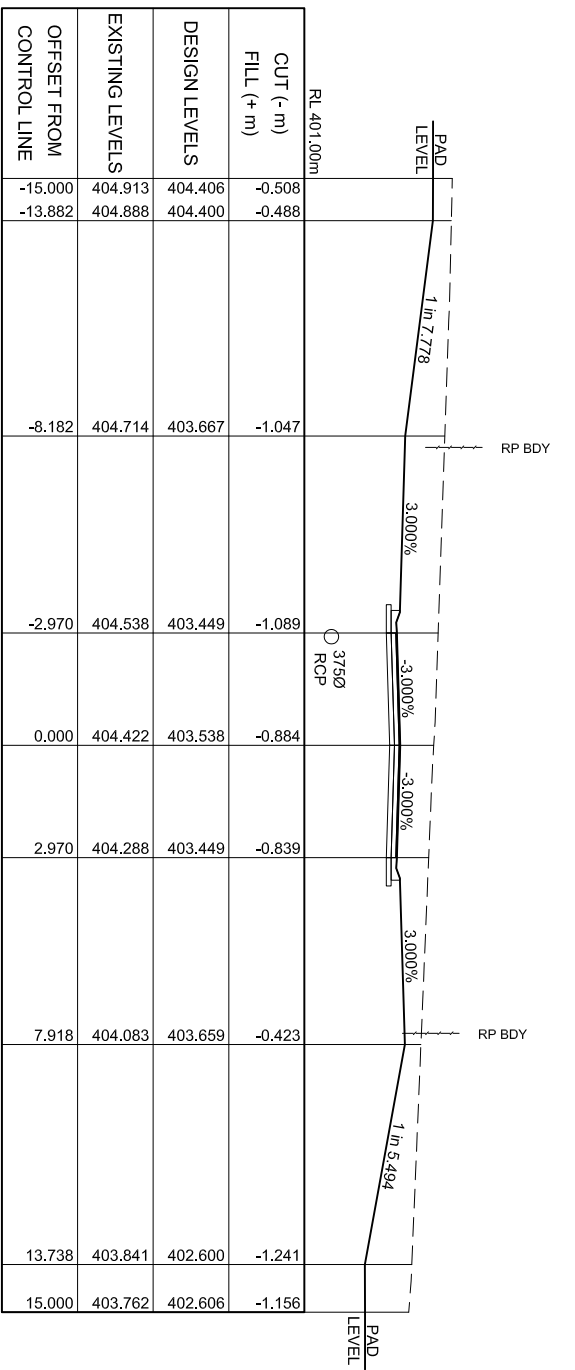 PAD
LEVEL
1 in 7.778
RP BDY
3.000%
-3.000%
-3.000%
3.000%
RP BDY
1 in 5.494
PAD
LEVEL
375Ø
RCP
RL 401.00m
CUT (- m)
FILL (+ m)
-0.508
-0.488
-1.047
-1.089
-0.884
-0.839
-0.423
-1.241
-1.156
DESIGN LEVELS
404.406
404.400
403.667
403.449
403.538
403.449
403.659
402.600
402.606
EXISTING LEVELS
404.913
404.888
404.714
404.538
404.422
404.288
404.083
403.841
403.762
OFFSET FROM
CONTROL LINE
-15.000
-13.882
-8.182
-2.970
0.000
2.970
7.918
13.738
15.000